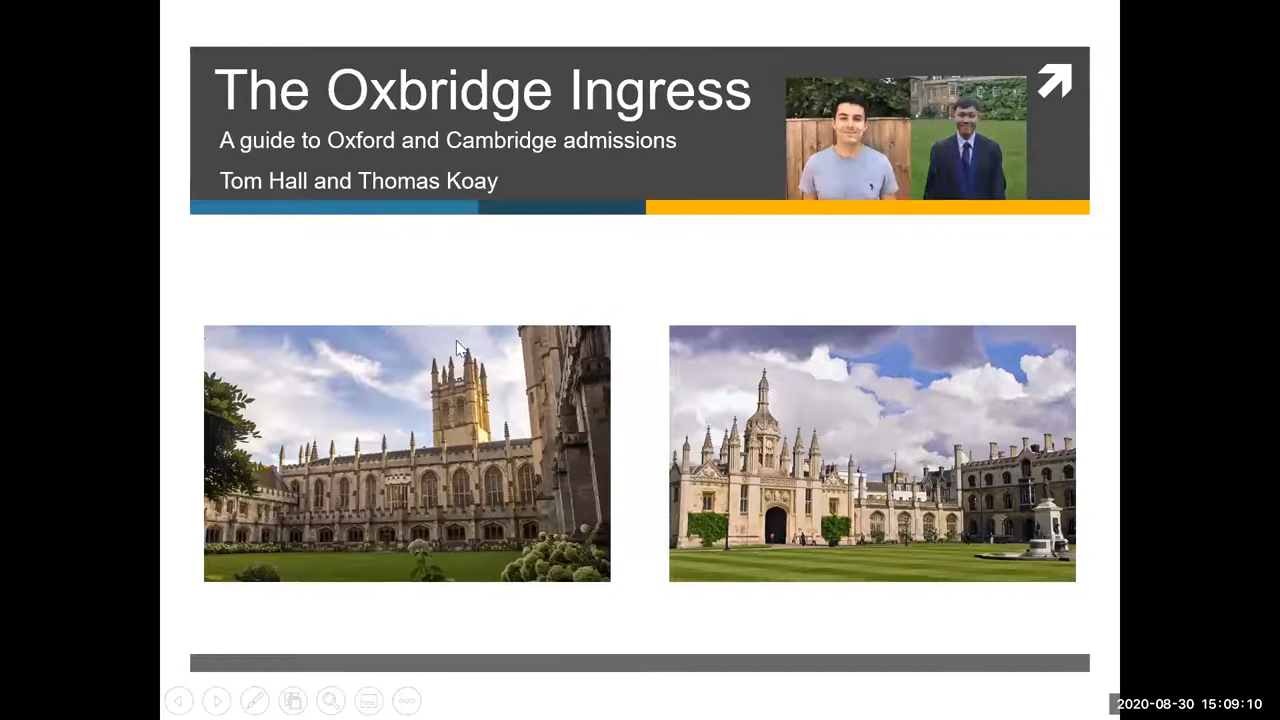 The Oxbridge Ingress
A guide to Oxford and Cambridge admissions
Tom Hall and Thomas Koay
2020-08-30 15:09:10